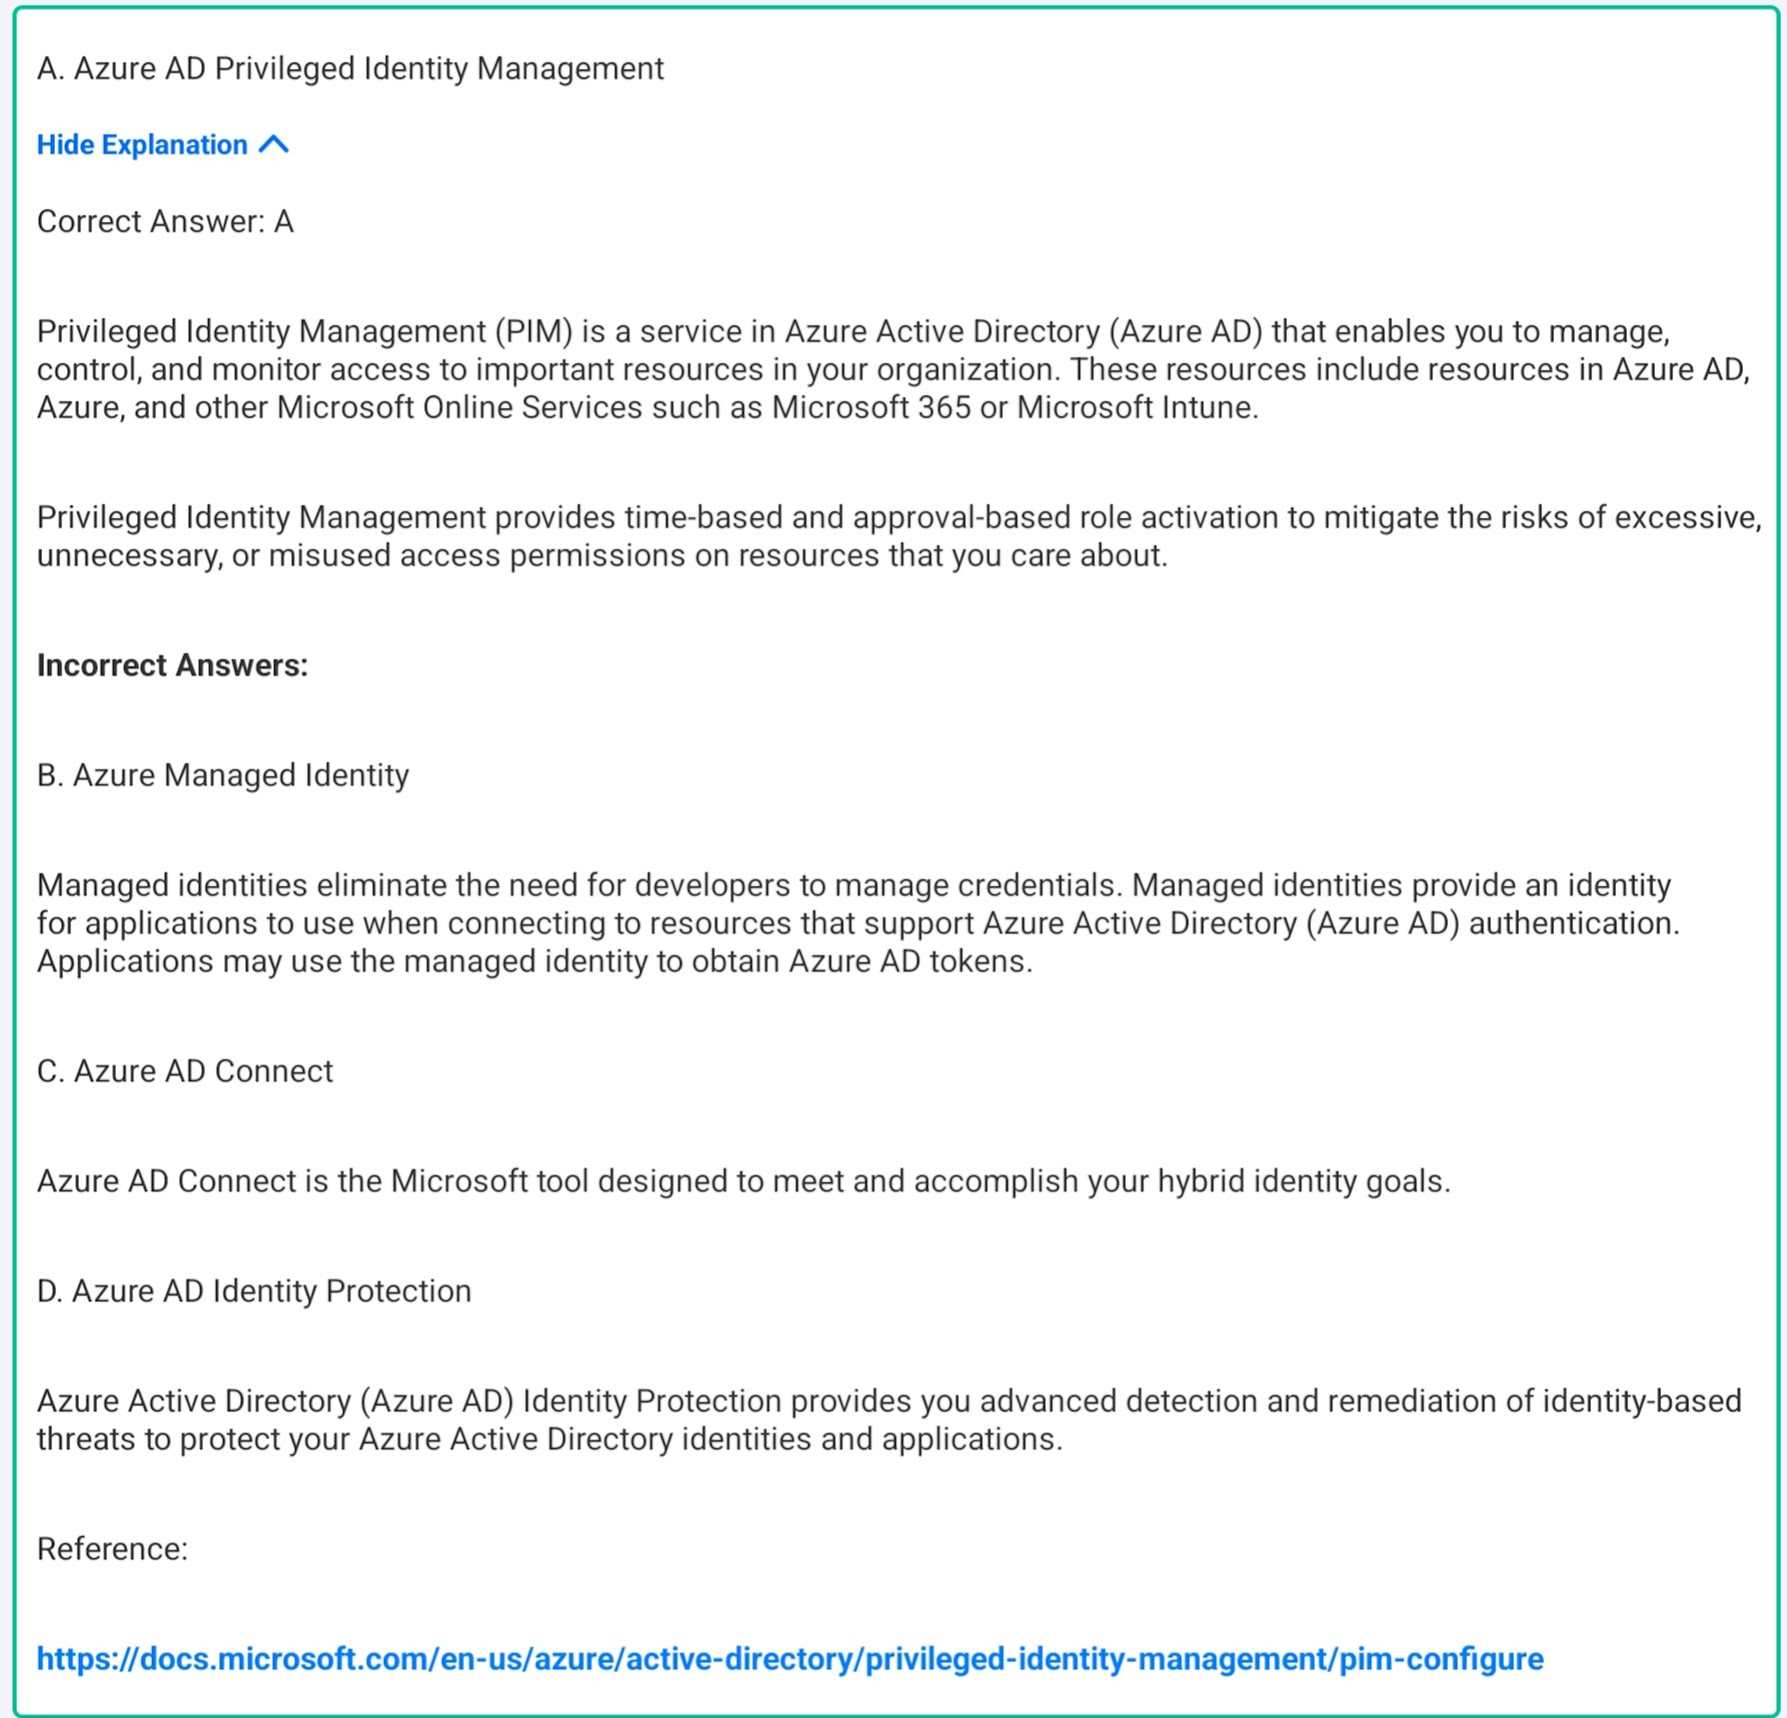 A. Azure AD Privileged Identity Management
Hide Explanation
Correct Answer: A
Privileged Identity Management (PIM) is a service in Azure Active Directory (Azure AD) that enables you to manage,
control, and monitor access to important resources in your organization. These resources include resources in Azure AD,
Azure, and other Microsoft Online Services such as Microsoft 365 or Microsoft Intune.
Privileged Identity Management provides time-based and approval-based role activation to mitigate the risks of excessive,
unnecessary, or misused access permissions on resources that you care about.
Incorrect Answers:
B. Azure Managed Identity
Managed identities eliminate the need for developers to manage credentials. Managed identities provide an identity
for applications to use when connecting to resources that support Azure Active Directory (Azure AD) authentication.
Applications may use the managed identity to obtain Azure AD tokens.
C. Azure AD Connect
Azure AD Connect is the Microsoft tool designed to meet and accomplish your hybrid identity goals.
D. Azure AD Identity Protection
Azure Active Directory (Azure AD) Identity Protection provides you advanced detection and remediation of identity-based
threats to protect your Azure Active Directory identities and applications.
Reference:
https://docs.microsoft.com/en-us/azure/active-directory/privileged-identity-management/pim-configure